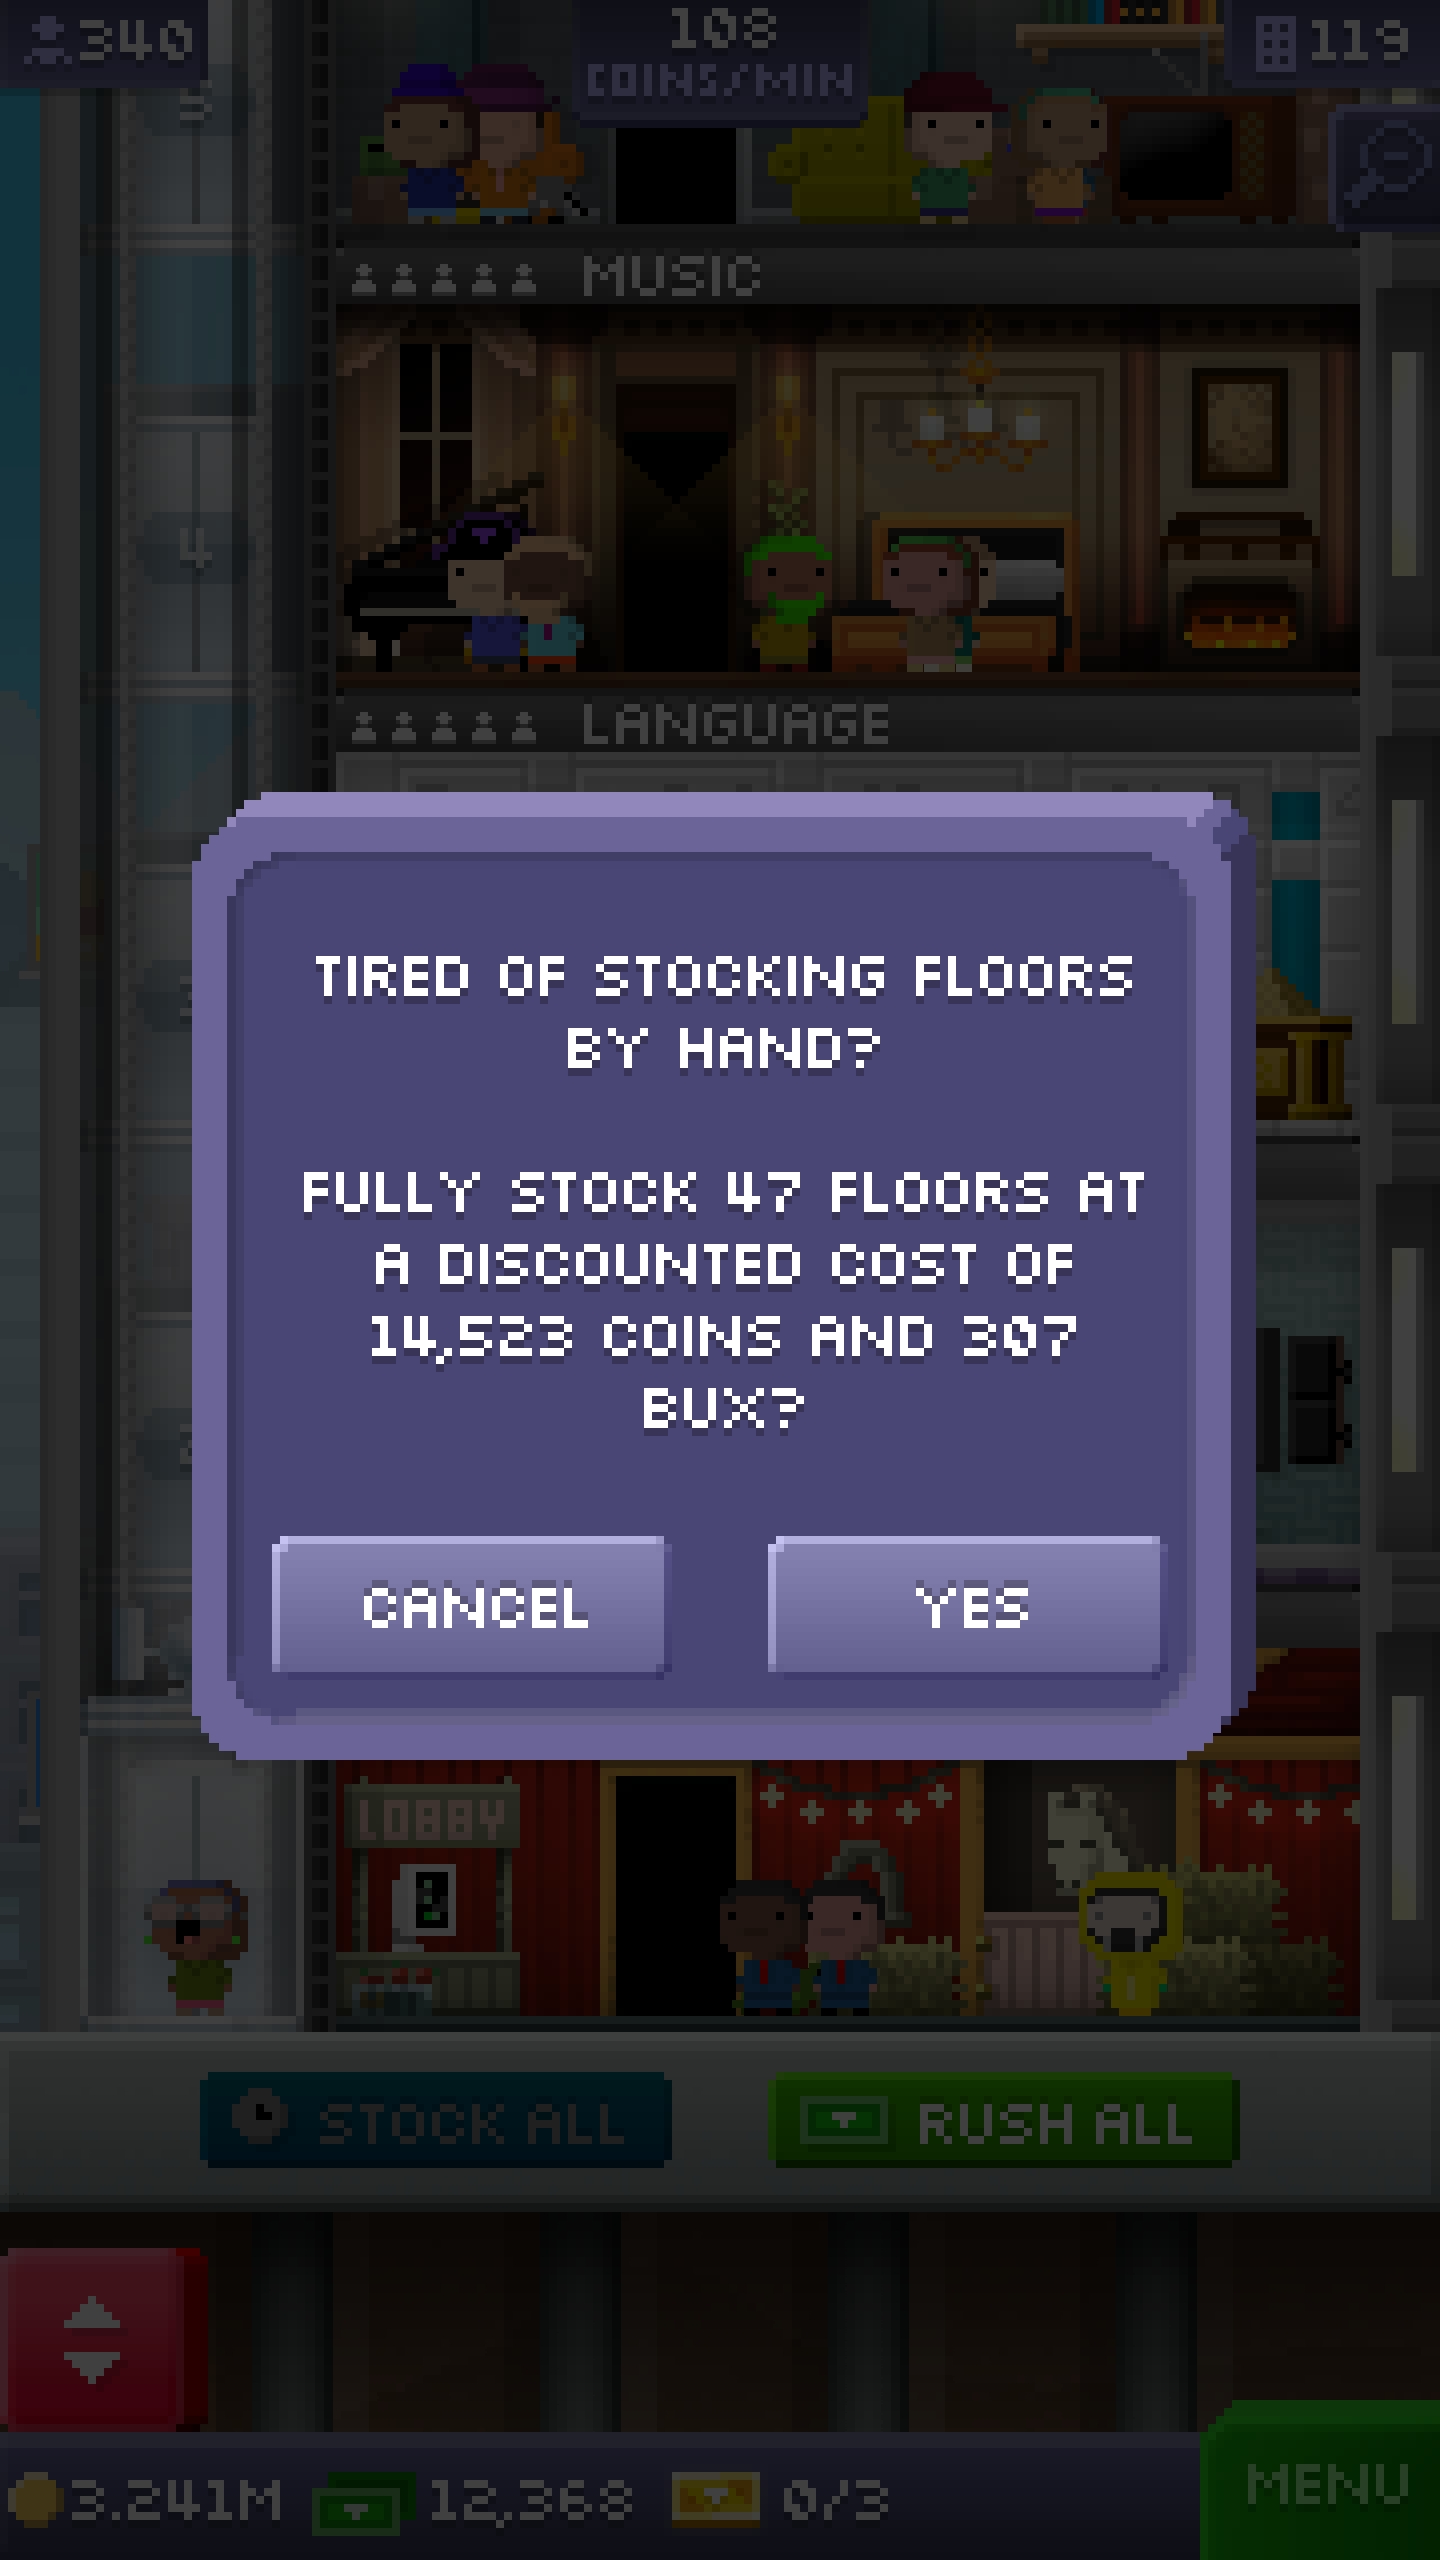 340
108
COINS/MIN
119
5
MUSIC
4
LANGUAGE
TIRED OF STOCKING FLOORS
BY HAND?
FULLY STOCK 47 FLOORS AT
A DISCOUNTED COST OF
14,523 COINS AND 307
BUX?
CANCEL
YES
LOBBY
STOCK ALL
RUSH ALL
3.241M
12,368
0/3
MENU